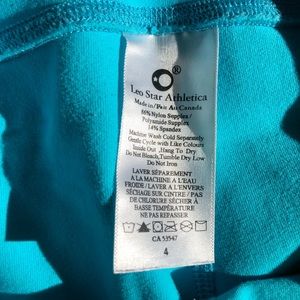 ®
Leo Star Athletica
Made in/Fait Au Canada
86% Nylon Supplex/
Polyamide Supplex
14% Spandex
Machine Wash Cold Separately
Gentle Cycle with Like Colours
Inside Out ,Hang To Dry
Do Not Bleach,Tumble Dry Low
Do Not Iron
LAVER SÉPARÉMENT
À LA MACHINE A L'EAU
FROIDE / LAVER À L'ENVERS
SÉCHAGE SUR CINTRE / PAS
DE CHLORURE SÉCHER À
BASSE TEMPÉRATURE
NE PAS REPASSER
CA 53547
4